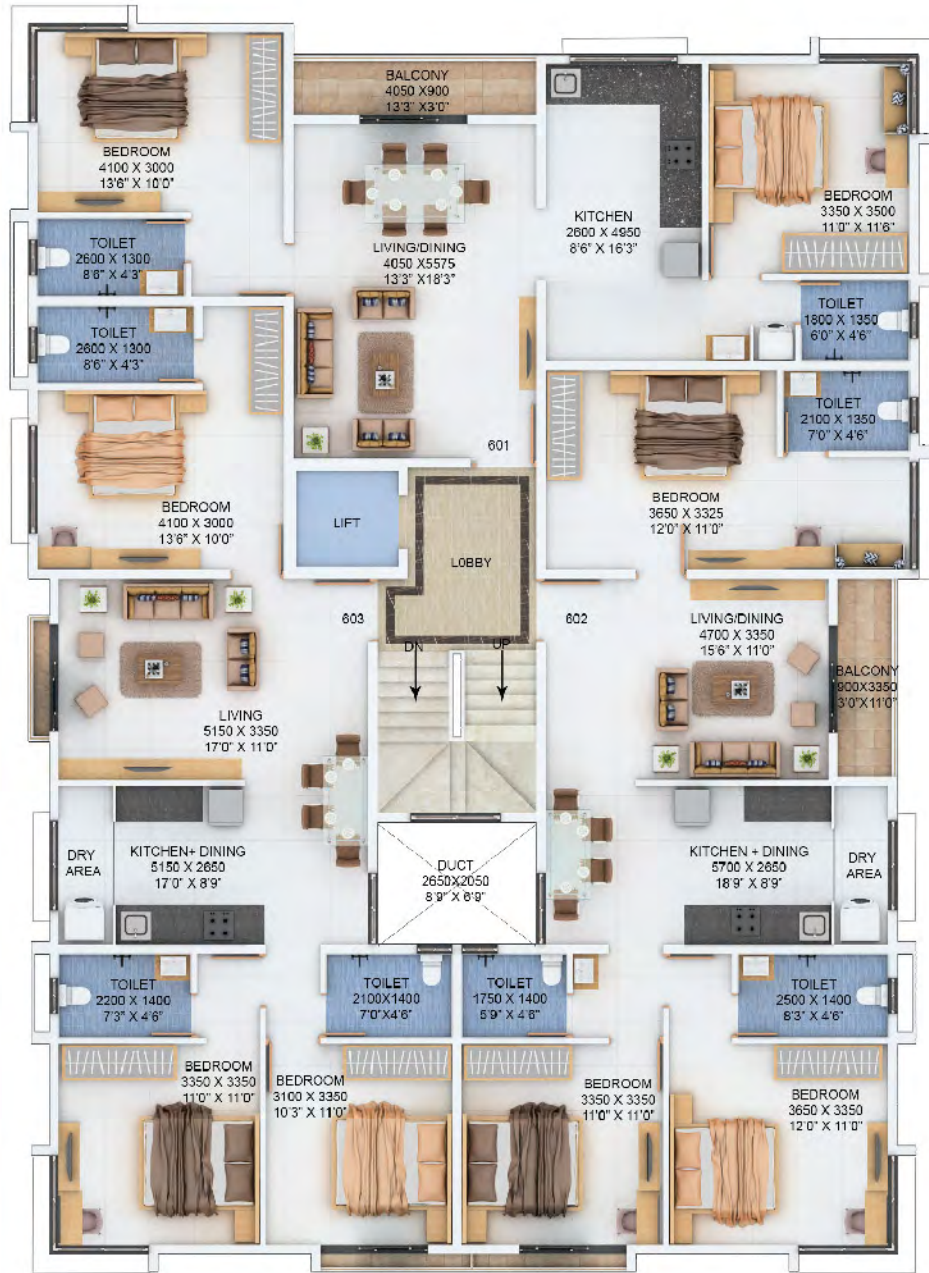 BALCONY
4050 X900
13'3" X3'0"
BEDROOM
4100 X 3000
13'6" X 10'0"
KITCHEN
2600 X 4950
8'6" X 16'3"
BEDROOM
3350 X 3500
11'0" X 11'6"
TOILET
2600 X 1300
8'6" X 4'3"
LIVING/DINING
4050 X5575
13'3" X18'3"
TOILET
2600 X 1300
8'6" X 4'3"
TOILET
1800 X 1350
6'0" X 4'6"
TOILET
2100 X 1350
7'0" X 4'6"
601
BEDROOM
4100 X 3000
13'6" X 10'0"
LIFT
LOBBY
BEDROOM
3650 X 3325
12'0" X 11'0"
603
602
DN
UP
LIVING/DINING
4700 X 3350
15'6" X 11'0"
BALCONY
900X3350
3'0"X11'0"
LIVING
5150 X 3350
17'0" X 11'0"
DRY
AREA
KITCHEN+ DINING
5150 X 2650
17'0" X 8'9"
DUCT
2650X2050
8'9" X 6'9"
KITCHEN + DINING
5700 X 2650
18'9" X 8'9"
DRY
AREA
TOILET
2200 X 1400
7'3" X 4'6"
TOILET
2100X1400
7'0"X4'6"
TOILET
1750 X 1400
5'9" X 4'6"
TOILET
2500 X 1400
8'3" X 4'6"
BEDROOM
3350 X 3350
11'0" X 11'0"
BEDROOM
3100 X 3350
10'3" X 11'0"
BEDROOM
3350 X 3350
11'0" X 11'0"
BEDROOM
3650 X 3350
12'0" X 11'0"